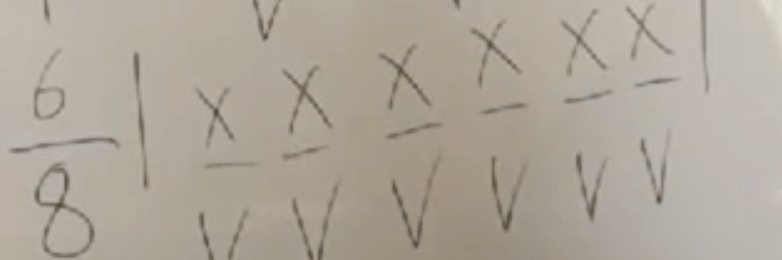 6/8 | X X X X X X |
— — — — — —
V V V V V V